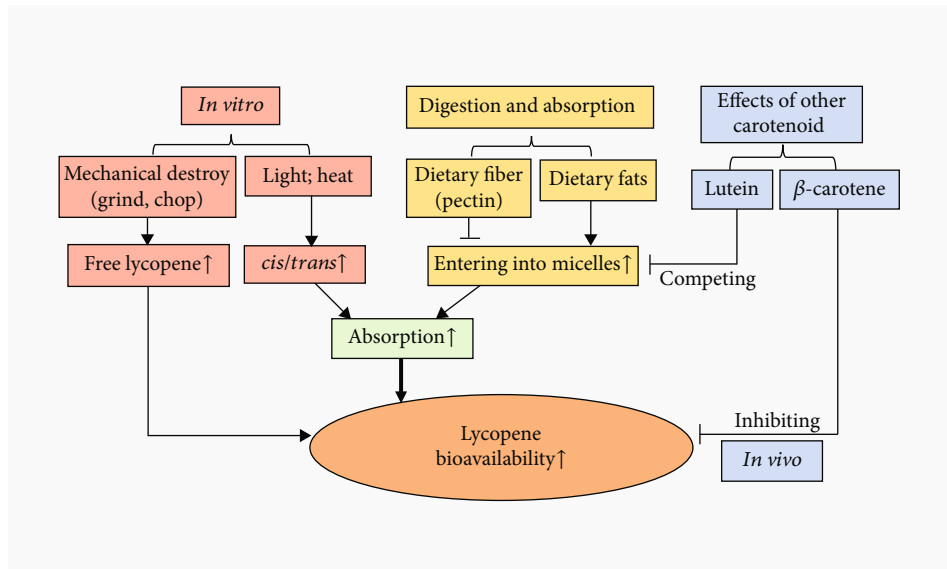 In vitro
Digestion and absorption
Effects of other
carotenoid
Mechanical destroy
(grind, chop)
Light; heat
Dietary fiber
(pectin)
Dietary fats
Lutein
β-carotene
Free lycopene↑
cis/trans↑
Entering into micelles↑
Competing
Absorption↑
Lycopene
bioavailability↑
Inhibiting
In vivo